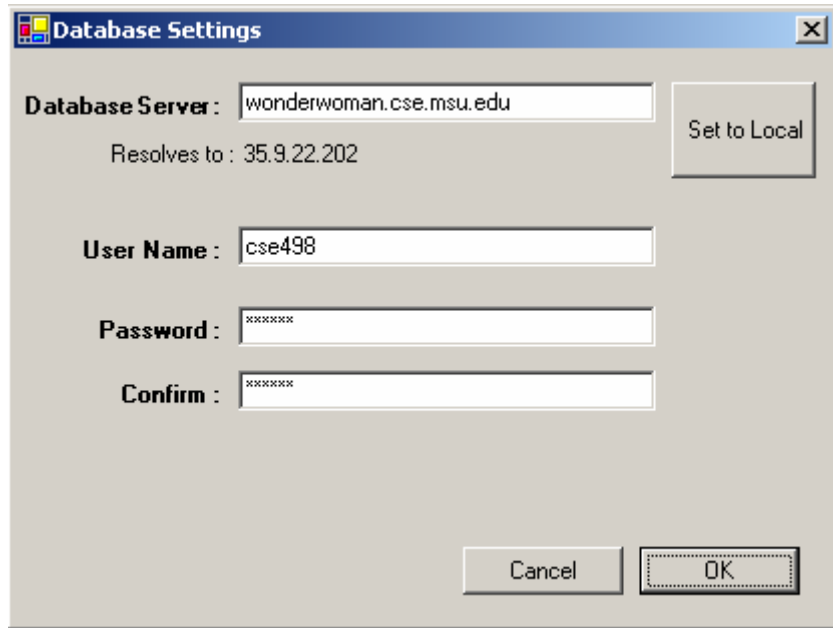 Database Settings
Database Server : wonderwoman.cse.msu.edu
Set to Local
Resolves to : 35.9.22.202
User Name : cse498
Password : ******
Confirm : ******
Cancel OK